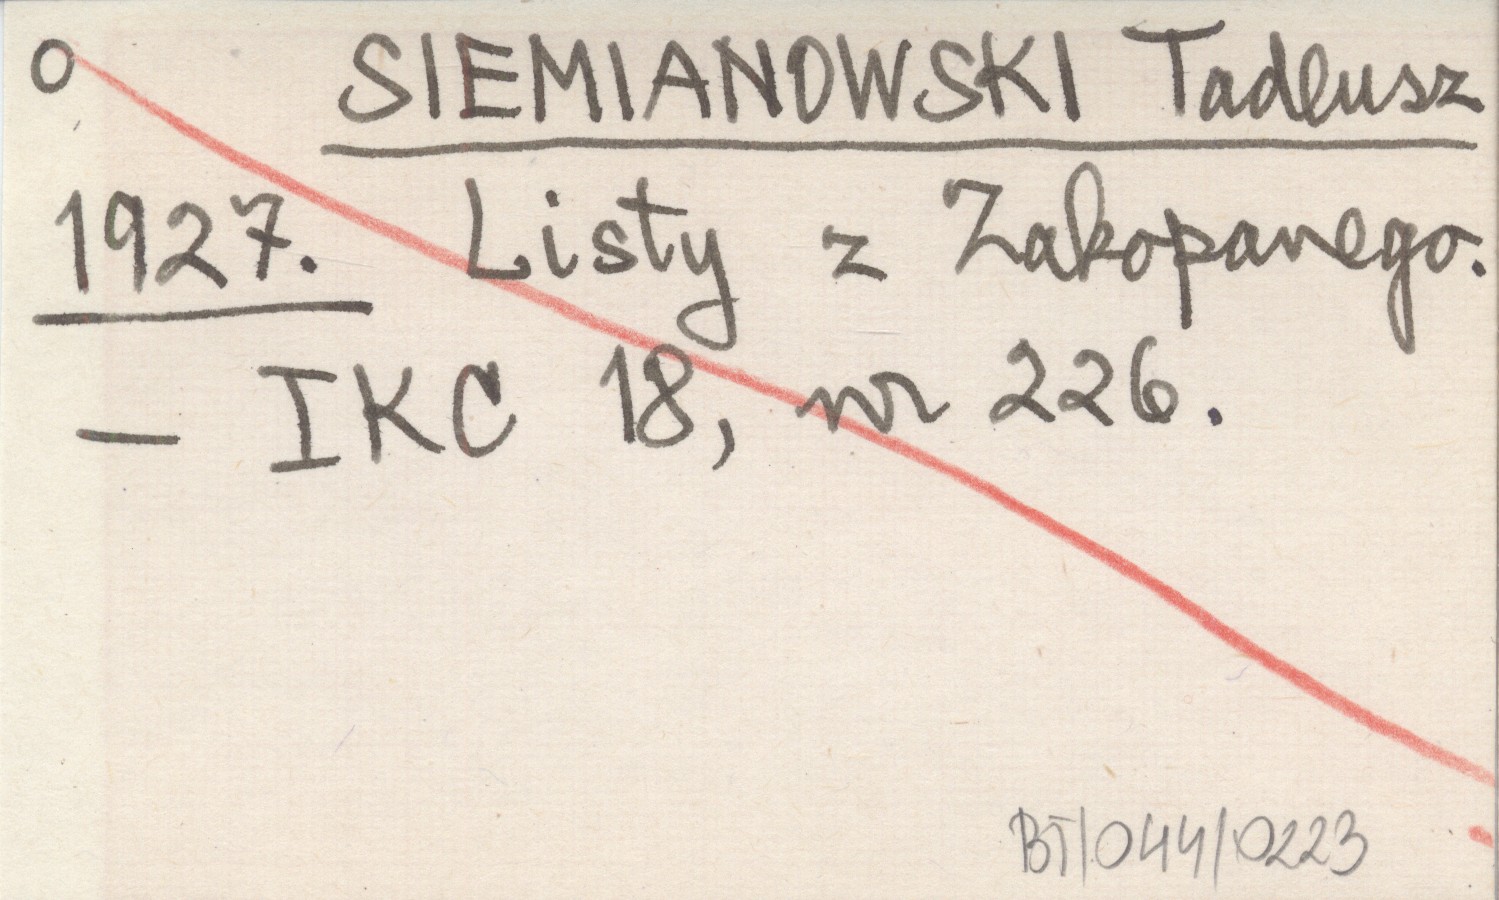 O SIEMIANOWSKI Tadeusz
1927. Listy z Zakopanego.
— IKC 18, nr 226.
BT/044/0223